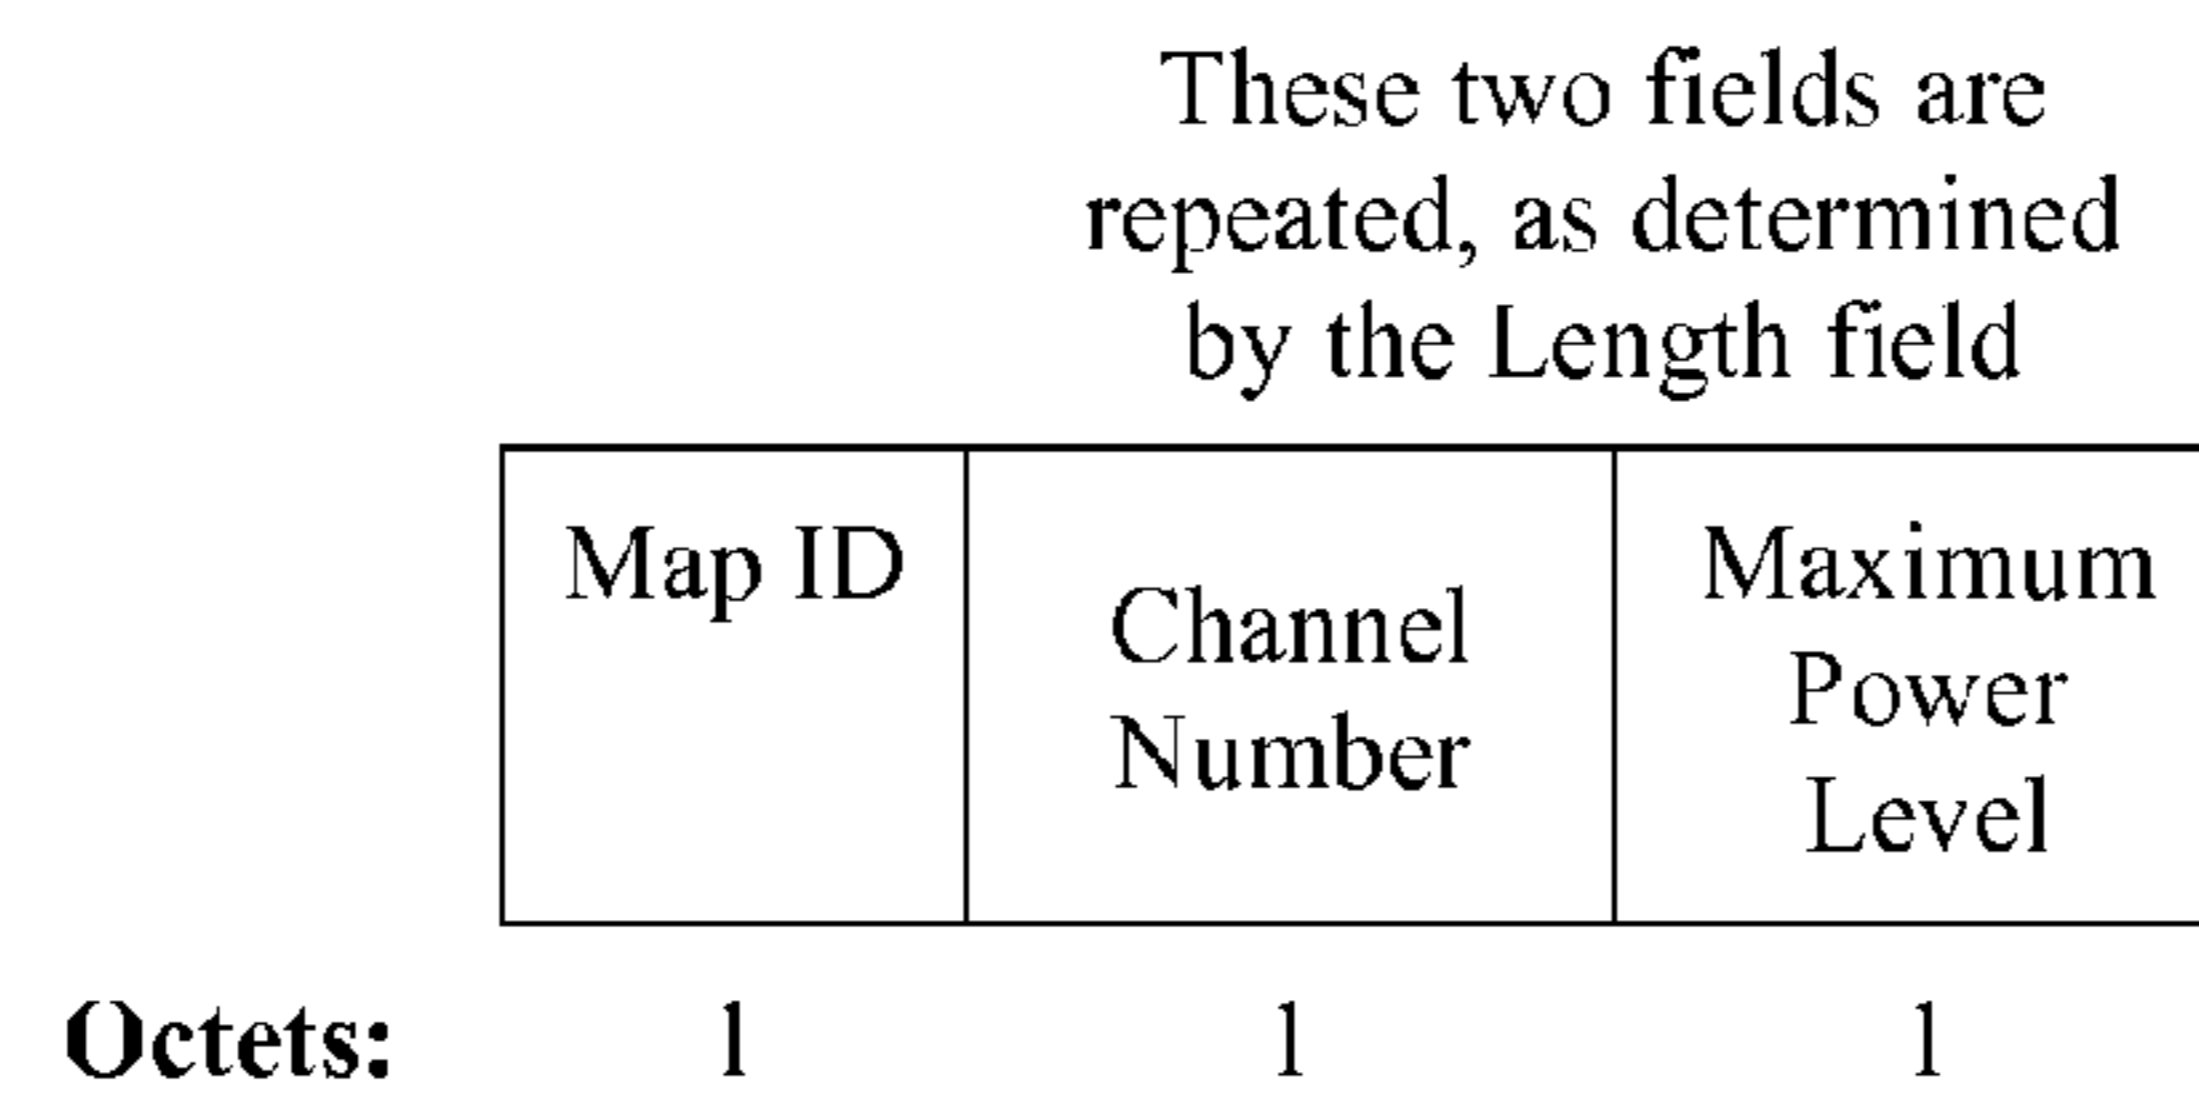 These two fields are
repeated, as determined
by the Length field
Map ID
Channel
Number
Maximum
Power
Level
Octets: 1 1 1